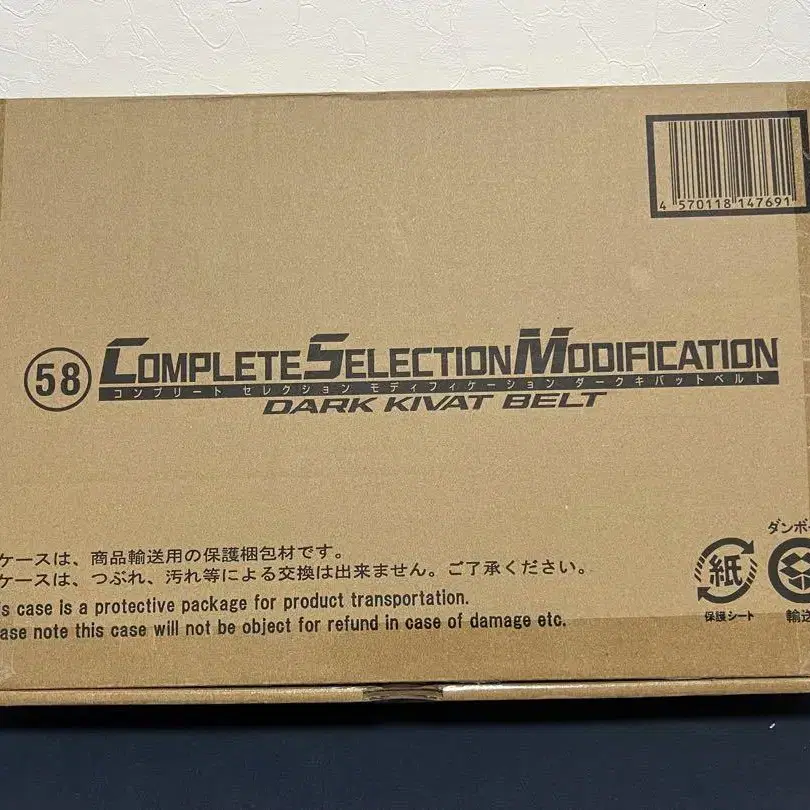 4 570118 147691
58 COMPLETE SELECTION MODIFICATION
コンプリート セレクション モディフィケーション ダークキバットベルト
DARK KIVAT BELT
ケースは、商品輸送用の保護梱包材です。
ケースは、つぶれ、汚れ等による交換は出来ません。ご了承ください。
s case is a protective package for product transportation.
ase note this case will not be object for refund in case of damage etc.
ダンボ
紙
保護シート
輸送